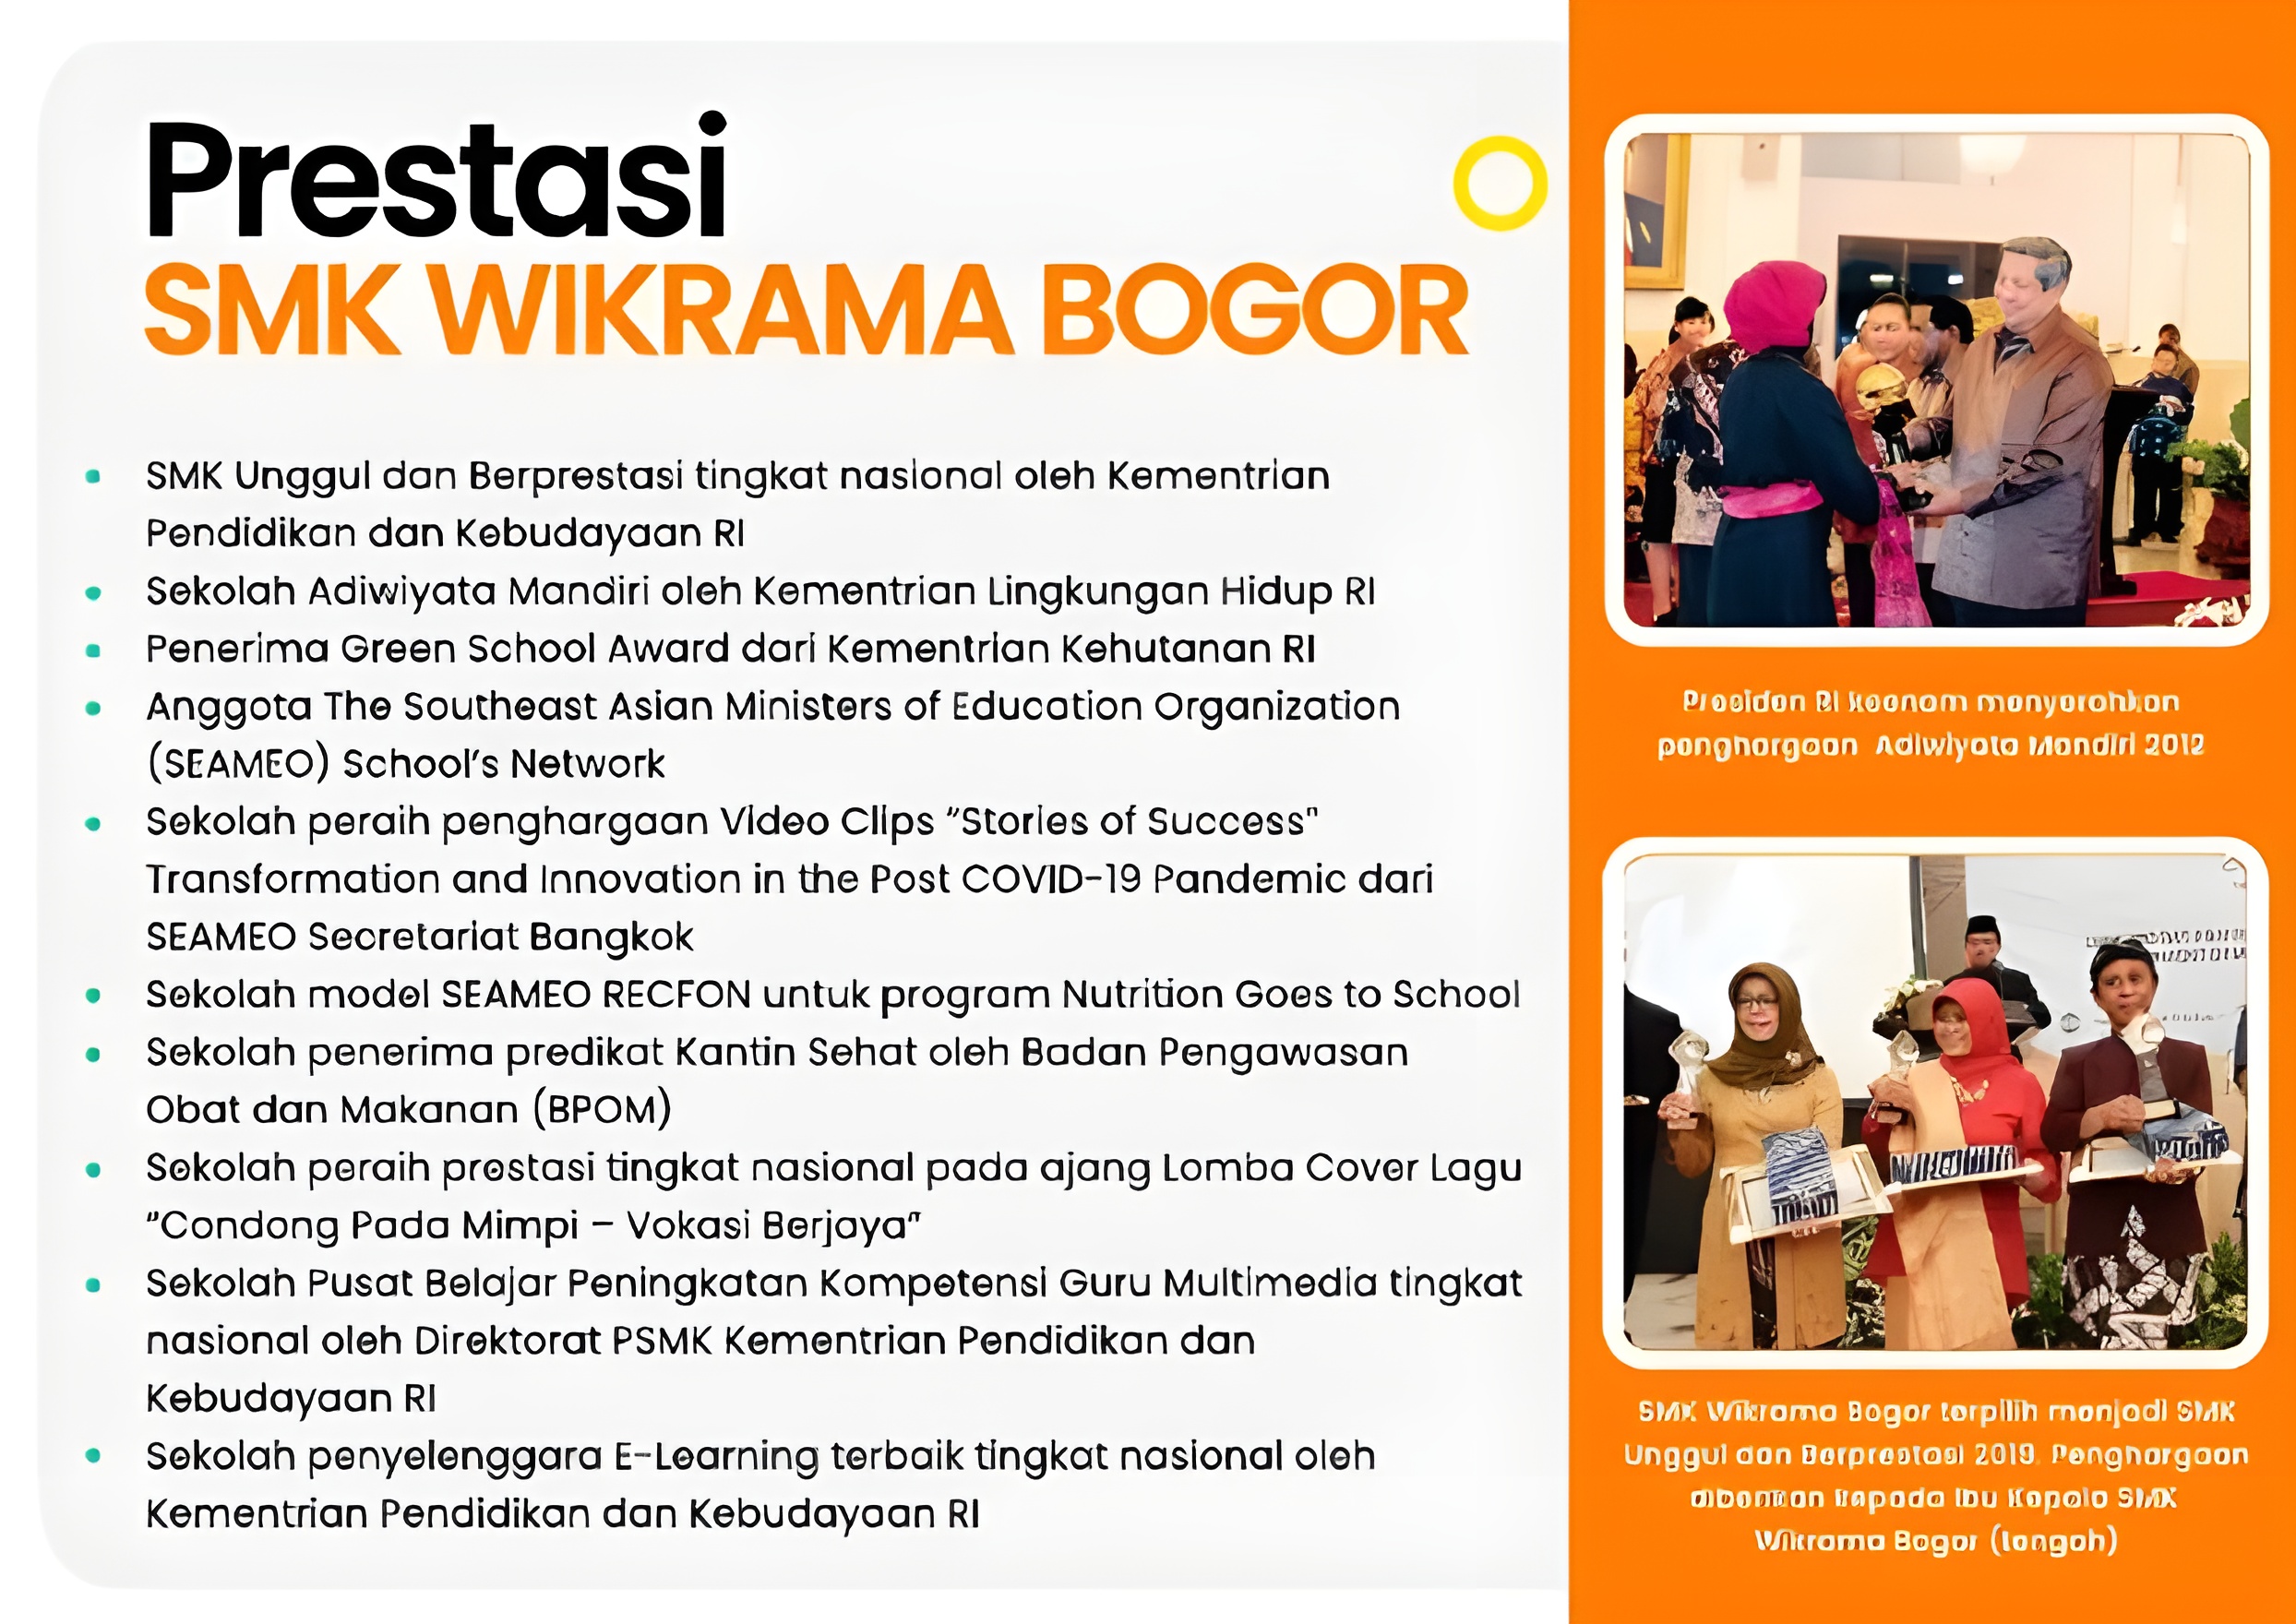 Prestasi
SMK WIKRAMA BOGOR
SMK Unggul dan Berprestasi tingkat nasional oleh Kementrian
Pendidikan dan Kebudayaan RI
Sekolah Adiwiyata Mandiri oleh Kementrian Lingkungan Hidup RI
Penerima Green School Award dari Kementrian Kehutanan RI
Anggota The Southeast Asian Ministers of Education Organization
(SEAMEO) School's Network
Sekolah peraih penghargaan Video Clips "Stories of Success"
Transformation and Innovation in the Post COVID-19 Pandemic dari
SEAMEO Secretariat Bangkok
Sekolah model SEAMEO RECFON untuk program Nutrition Goes to School
Sekolah penerima predikat Kantin Sehat oleh Badan Pengawasan
Obat dan Makanan (BPOM)
Sekolah peraih prestasi tingkat nasional pada ajang Lomba Cover Lagu
"Condong Pada Mimpi – Vokasi Berjaya"
Sekolah Pusat Belajar Peningkatan Kompetensi Guru Multimedia tingkat
nasional oleh Direktorat PSMK Kementrian Pendidikan dan
Kebudayaan RI
Sekolah penyelenggara E-Learning terbaik tingkat nasional oleh
Kementrian Pendidikan dan Kebudayaan RI
Presiden RI keenam menyerahkan
penghargaan Adiwiyata Mandiri 2012
SMK Wikrama Bogor terpilih menjadi SMK
Unggul dan Berprestasi 2019. Penghargaan
diberikan kepada Ibu Kepala SMK
Wikrama Bogor (tengah)